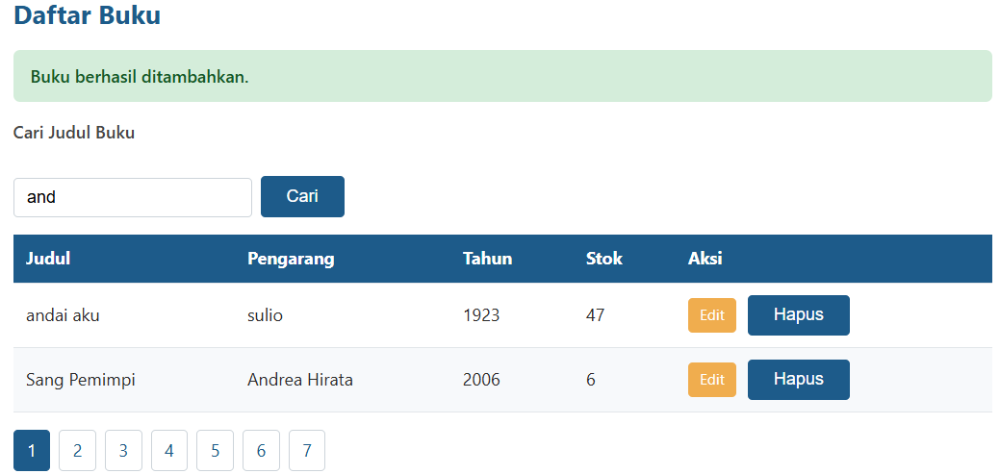 Daftar Buku
Buku berhasil ditambahkan.
Cari Judul Buku
and Cari
Judul Pengarang Tahun Stok Aksi
andai aku sulio 1923 47 Edit Hapus
Sang Pemimpi Andrea Hirata 2006 6 Edit Hapus
1 2 3 4 5 6 7